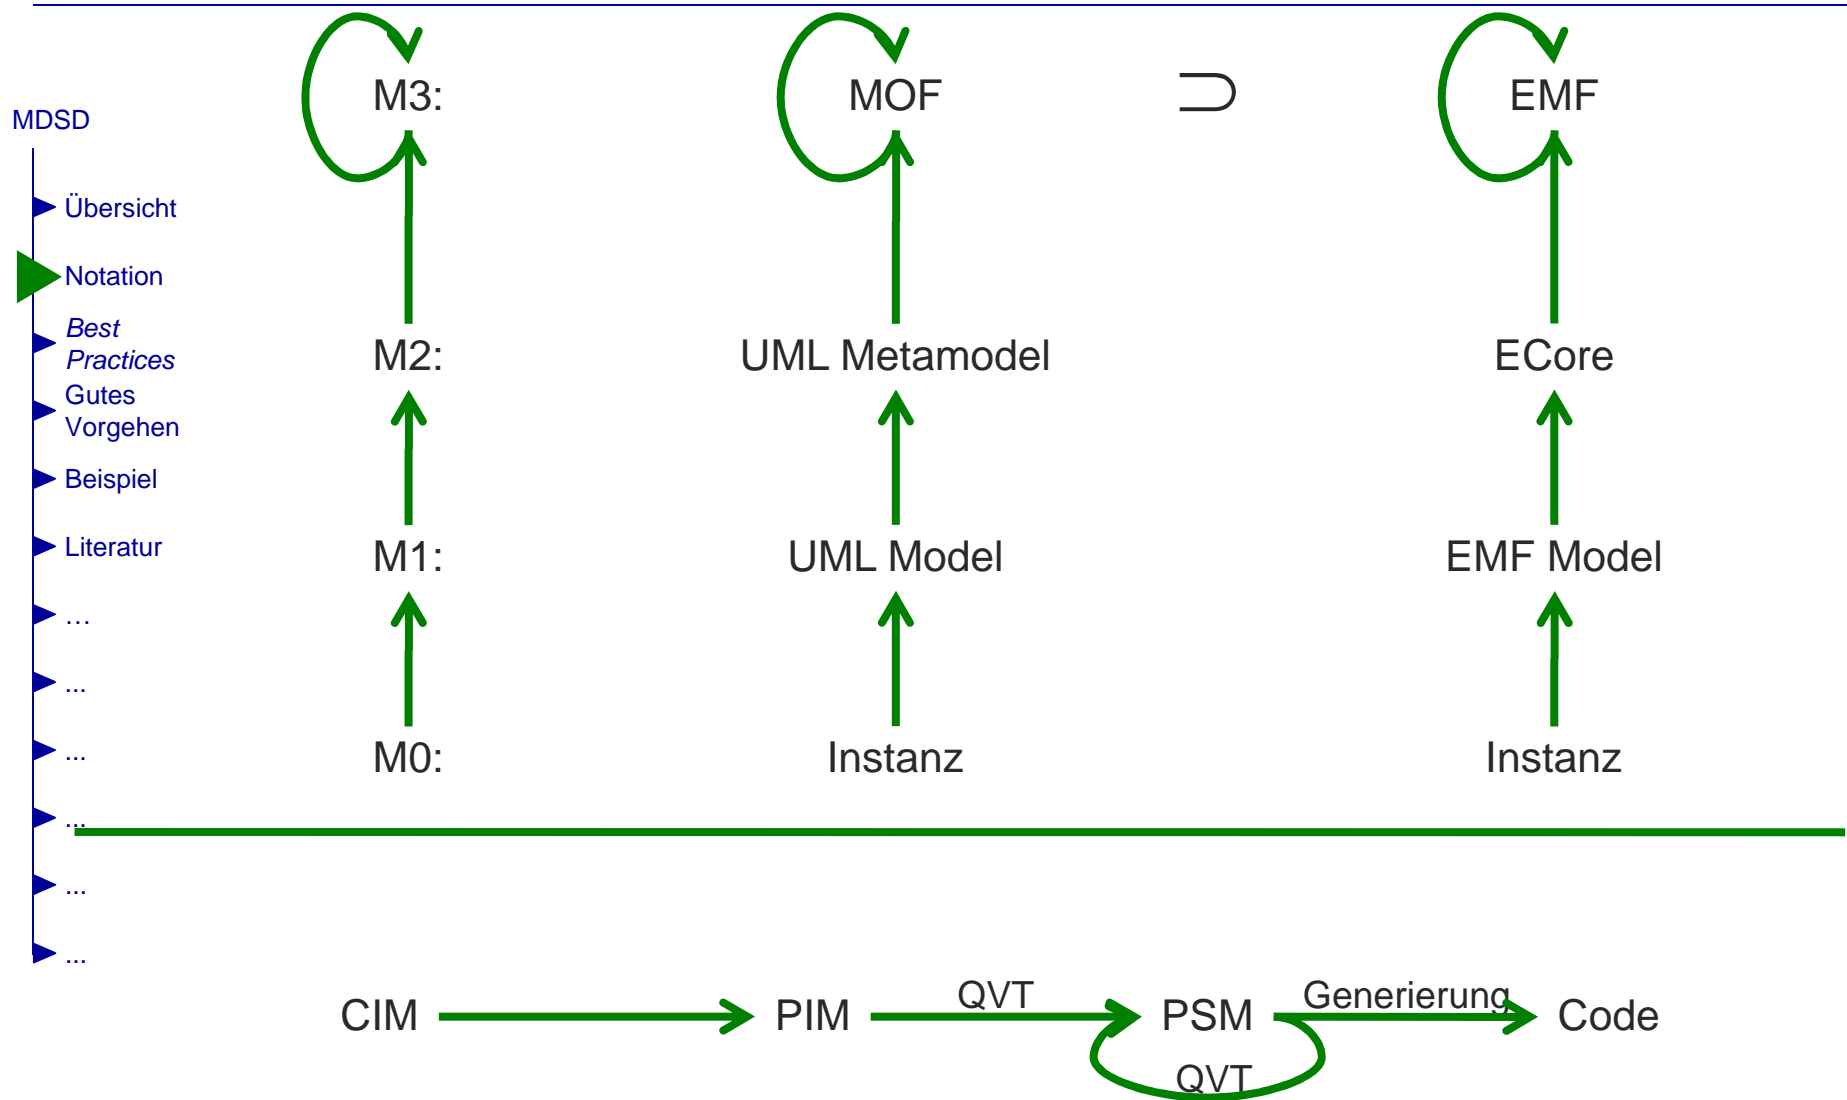 MDSD
Übersicht
Notation
Best
Practices
Gutes
Vorgehen
Beispiel
Literatur
…
...
...
...
...
...
M3: MOF ⊃ EMF
M2: UML Metamodel ECore
M1: UML Model EMF Model
M0: Instanz Instanz
QVT Generierung
CIM PIM PSM Code
QVT